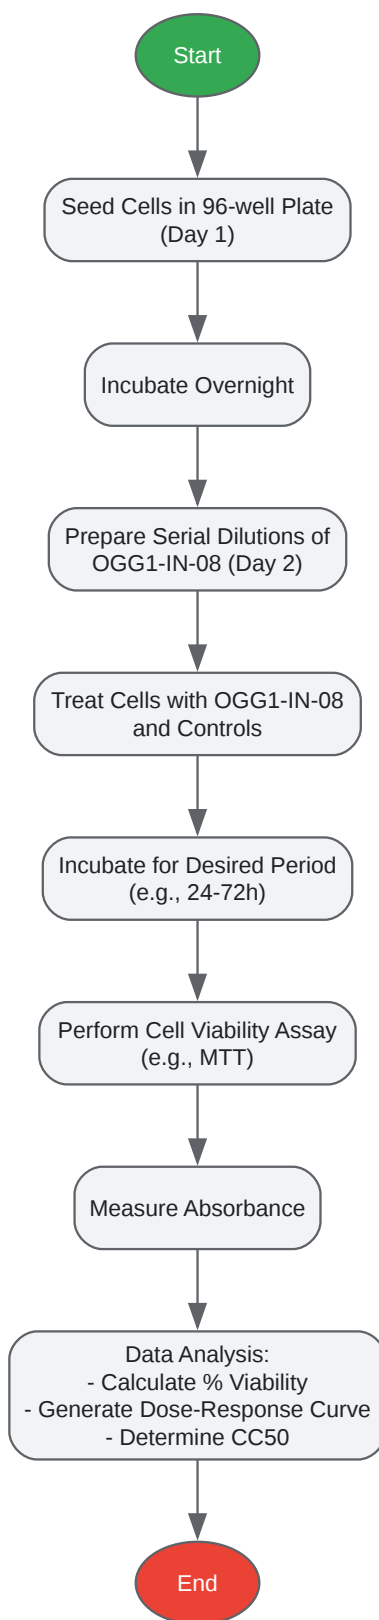 Start
Seed Cells in 96-well Plate
(Day 1)
Incubate Overnight
Prepare Serial Dilutions of
OGG1-IN-08 (Day 2)
Treat Cells with OGG1-IN-08
and Controls
Incubate for Desired Period
(e.g., 24-72h)
Perform Cell Viability Assay
(e.g., MTT)
Measure Absorbance
Data Analysis:
- Calculate % Viability
- Generate Dose-Response Curve
- Determine CC50
End